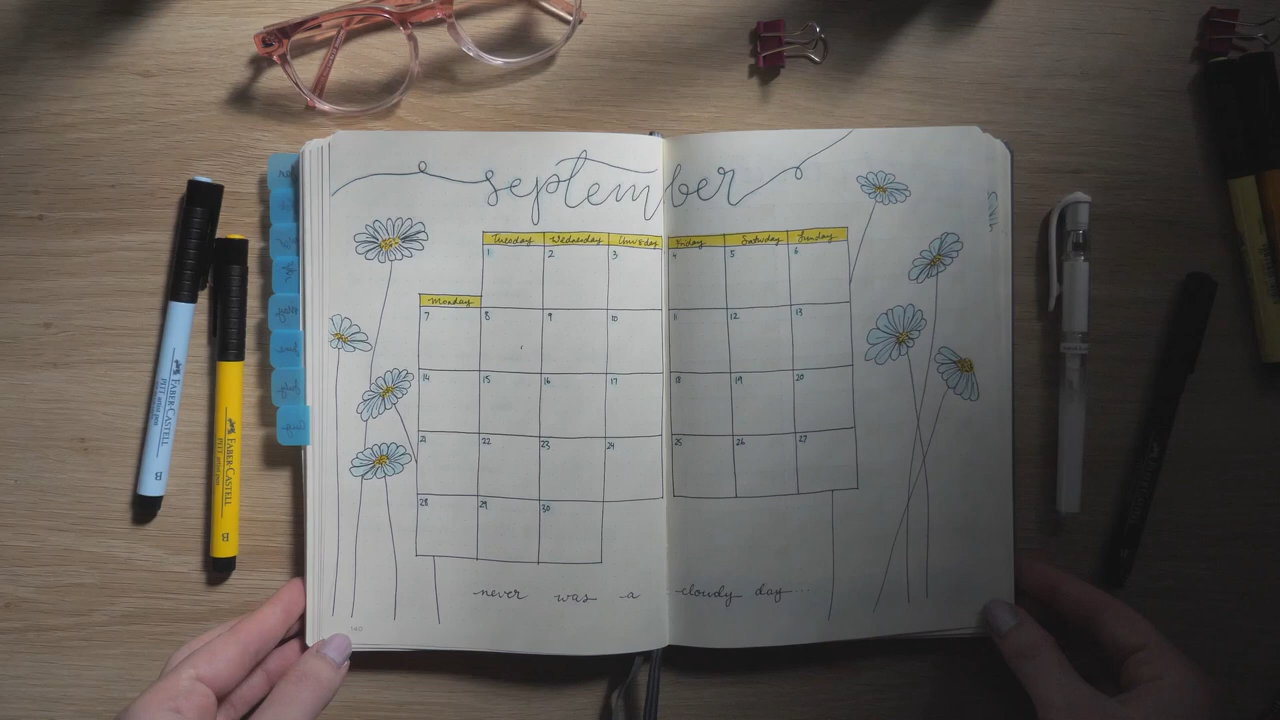 september
Tuesday Wednesday Thursday Friday Saturday Sunday
1 2 3 4 5 6
Monday
7 8 9 10 11 12 13
14 15 16 17 18 19 20
21 22 23 24 25 26 27
28 29 30
never was a cloudy day...
140
FABER-CASTELL
PITT artist pen
B
FABER-CASTELL
PITT artist pen
B